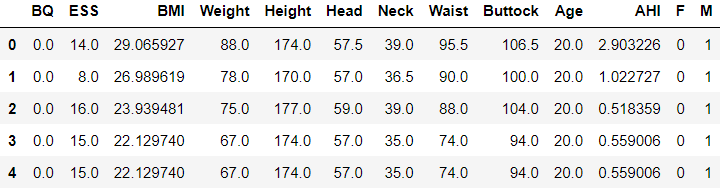 BQ ESS BMI Weight Height Head Neck Waist Buttock Age AHI F M
0 0.0 14.0 29.065927 88.0 174.0 57.5 39.0 95.5 106.5 20.0 2.903226 0 1
1 0.0 8.0 26.989619 78.0 170.0 57.0 36.5 90.0 100.0 20.0 1.022727 0 1
2 0.0 16.0 23.939481 75.0 177.0 59.0 39.0 88.0 104.0 20.0 0.518359 0 1
3 0.0 15.0 22.129740 67.0 174.0 57.0 35.0 74.0 94.0 20.0 0.559006 0 1
4 0.0 15.0 22.129740 67.0 174.0 57.0 35.0 74.0 94.0 20.0 0.559006 0 1